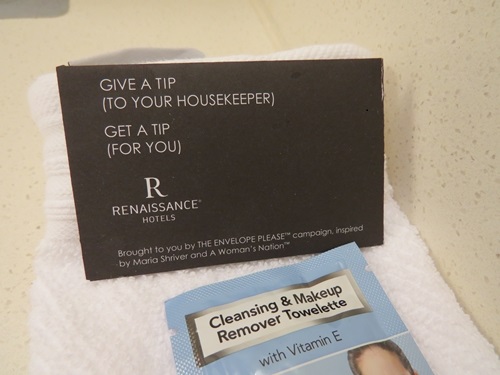 GIVE A TIP
(TO YOUR HOUSEKEEPER)
GET A TIP
(FOR YOU)
R
RENAISSANCE®
HOTELS
Brought to you by THE ENVELOPE PLEASE™ campaign, inspired
by Maria Shriver and A Woman's Nation™
Cleansing & Makeup
Remover Towelette
with Vitamin E